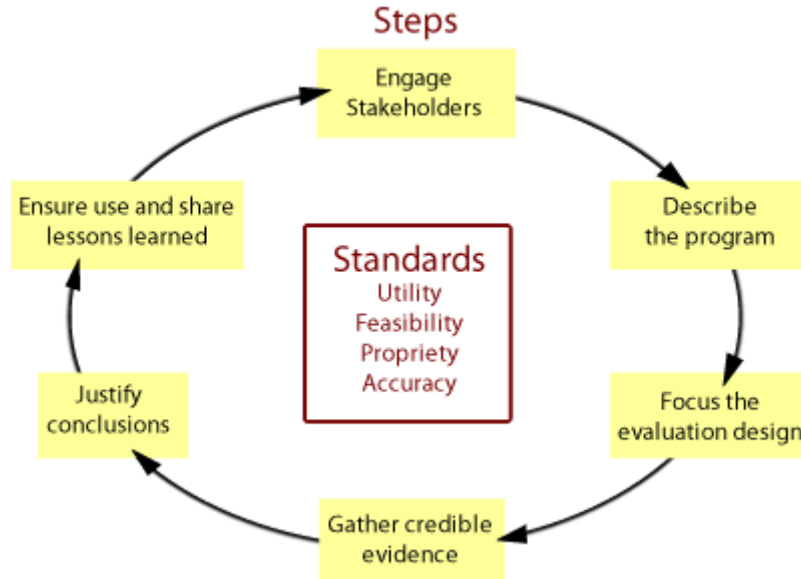 Steps
Engage
Stakeholders
Describe
the program
Focus the
evaluation design
Gather credible
evidence
Justify
conclusions
Ensure use and share
lessons learned
Standards
Utility
Feasibility
Propriety
Accuracy